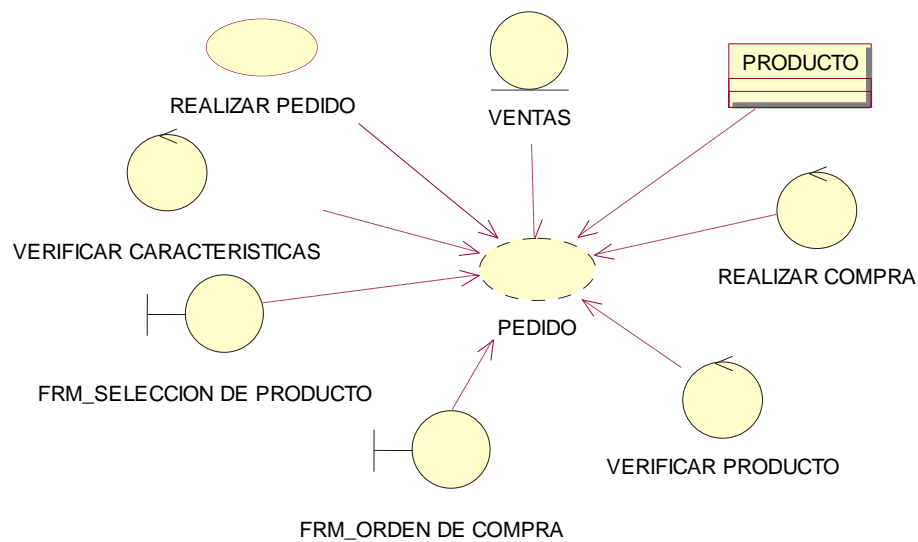 REALIZAR PEDIDO
VENTAS
PRODUCTO
VERIFICAR CARACTERISTICAS
REALIZAR COMPRA
PEDIDO
FRM_SELECCION DE PRODUCTO
VERIFICAR PRODUCTO
FRM_ORDEN DE COMPRA